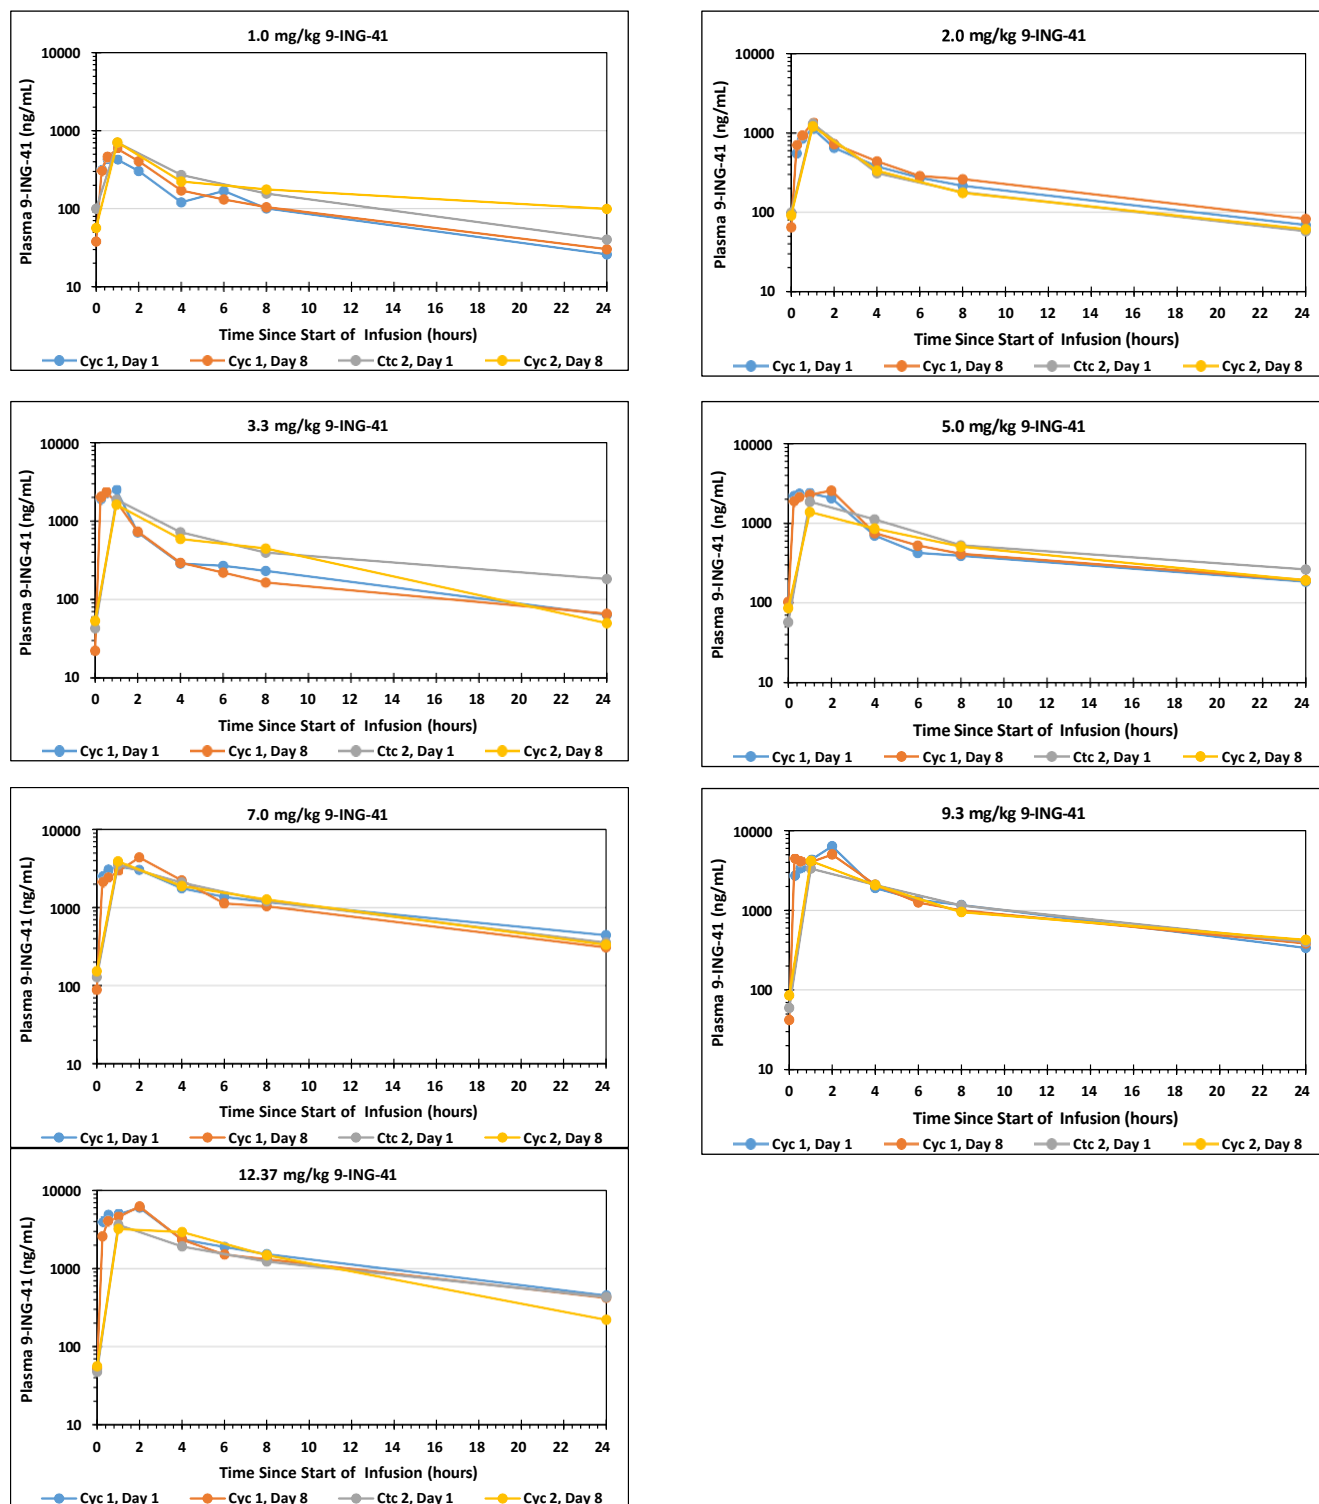 1.0 mg/kg 9-ING-41
Plasma 9-ING-41 (ng/mL)
10000
1000
100
10
0 2 4 6 8 10 12 14 16 18 20 22 24
Time Since Start of Infusion (hours)
Cyc 1, Day 1 Cyc 1, Day 8 Ctc 2, Day 1 Cyc 2, Day 8
2.0 mg/kg 9-ING-41
Plasma 9-ING-41 (ng/mL)
10000
1000
100
10
0 2 4 6 8 10 12 14 16 18 20 22 24
Time Since Start of Infusion (hours)
Cyc 1, Day 1 Cyc 1, Day 8 Ctc 2, Day 1 Cyc 2, Day 8
3.3 mg/kg 9-ING-41
Plasma 9-ING-41 (ng/mL)
10000
1000
100
10
0 2 4 6 8 10 12 14 16 18 20 22 24
Time Since Start of Infusion (hours)
Cyc 1, Day 1 Cyc 1, Day 8 Ctc 2, Day 1 Cyc 2, Day 8
5.0 mg/kg 9-ING-41
Plasma 9-ING-41 (ng/mL)
10000
1000
100
10
0 2 4 6 8 10 12 14 16 18 20 22 24
Time Since Start of Infusion (hours)
Cyc 1, Day 1 Cyc 1, Day 8 Ctc 2, Day 1 Cyc 2, Day 8
7.0 mg/kg 9-ING-41
Plasma 9-ING-41 (ng/mL)
10000
1000
100
10
0 2 4 6 8 10 12 14 16 18 20 22 24
Time Since Start of Infusion (hours)
Cyc 1, Day 1 Cyc 1, Day 8 Ctc 2, Day 1 Cyc 2, Day 8
9.3 mg/kg 9-ING-41
Plasma 9-ING-41 (ng/mL)
10000
1000
100
10
0 2 4 6 8 10 12 14 16 18 20 22 24
Time Since Start of Infusion (hours)
Cyc 1, Day 1 Cyc 1, Day 8 Ctc 2, Day 1 Cyc 2, Day 8
12.37 mg/kg 9-ING-41
Plasma 9-ING-41 (ng/mL)
10000
1000
100
10
0 2 4 6 8 10 12 14 16 18 20 22 24
Time Since Start of Infusion (hours)
Cyc 1, Day 1 Cyc 1, Day 8 Ctc 2, Day 1 Cyc 2, Day 8